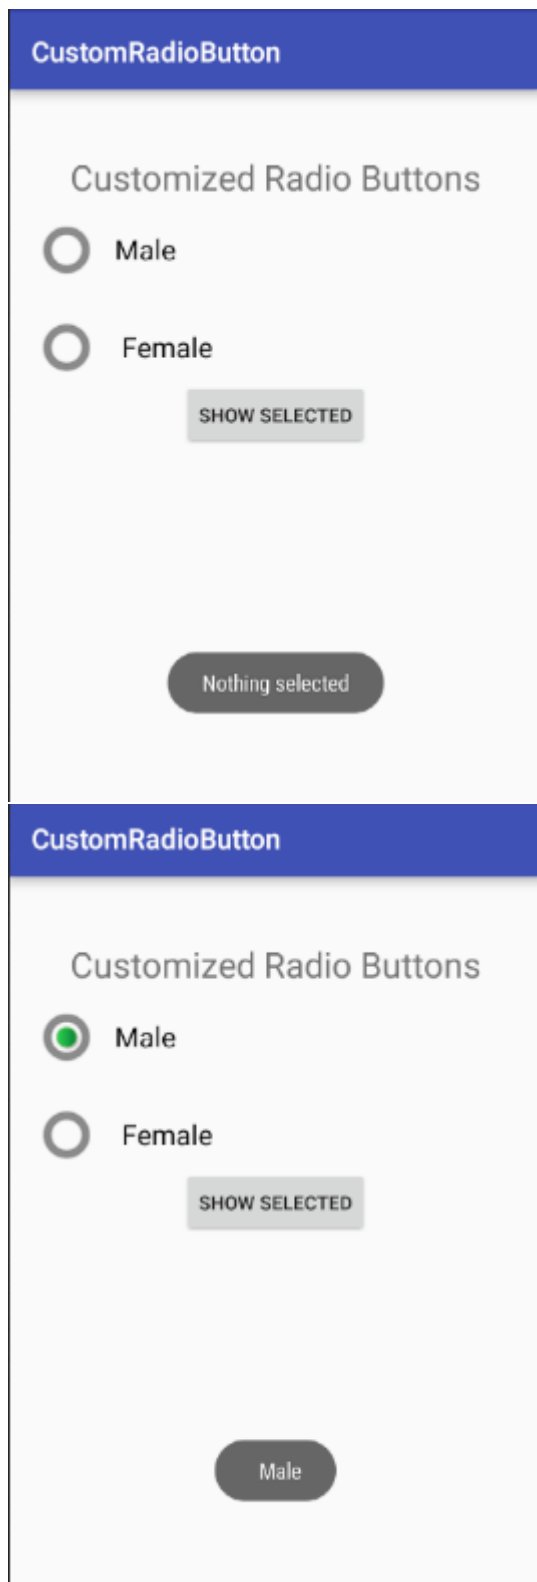 CustomRadioButton
Customized Radio Buttons
Male
Female
SHOW SELECTED
Nothing selected
CustomRadioButton
Customized Radio Buttons
Male
Female
SHOW SELECTED
Male